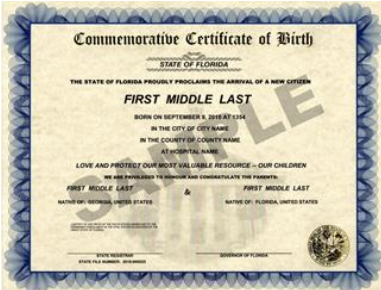 Commemorative Certificate of Birth
STATE OF FLORIDA
THE STATE OF FLORIDA PROUDLY PROCLAIMS THE ARRIVAL OF A NEW CITIZEN
FIRST MIDDLE LAST
BORN ON SEPTEMBER 9, 2010 AT 1354
IN THE CITY OF CITY NAME
IN THE COUNTY OF COUNTY NAME
AT HOSPITAL NAME
LOVE AND PROTECT OUR MOST VALUABLE RESOURCE -- OUR CHILDREN
WE ARE PRIVILEGED TO HONOUR AND CONGRATULATE THE PARENTS:
FIRST MIDDLE LAST & FIRST MIDDLE LAST
NATIVE OF: GEORGIA, UNITED STATES NATIVE OF: FLORIDA, UNITED STATES
STATE REGISTRAR GOVERNOR OF FLORIDA
STATE FILE NUMBER:
SAMPLE